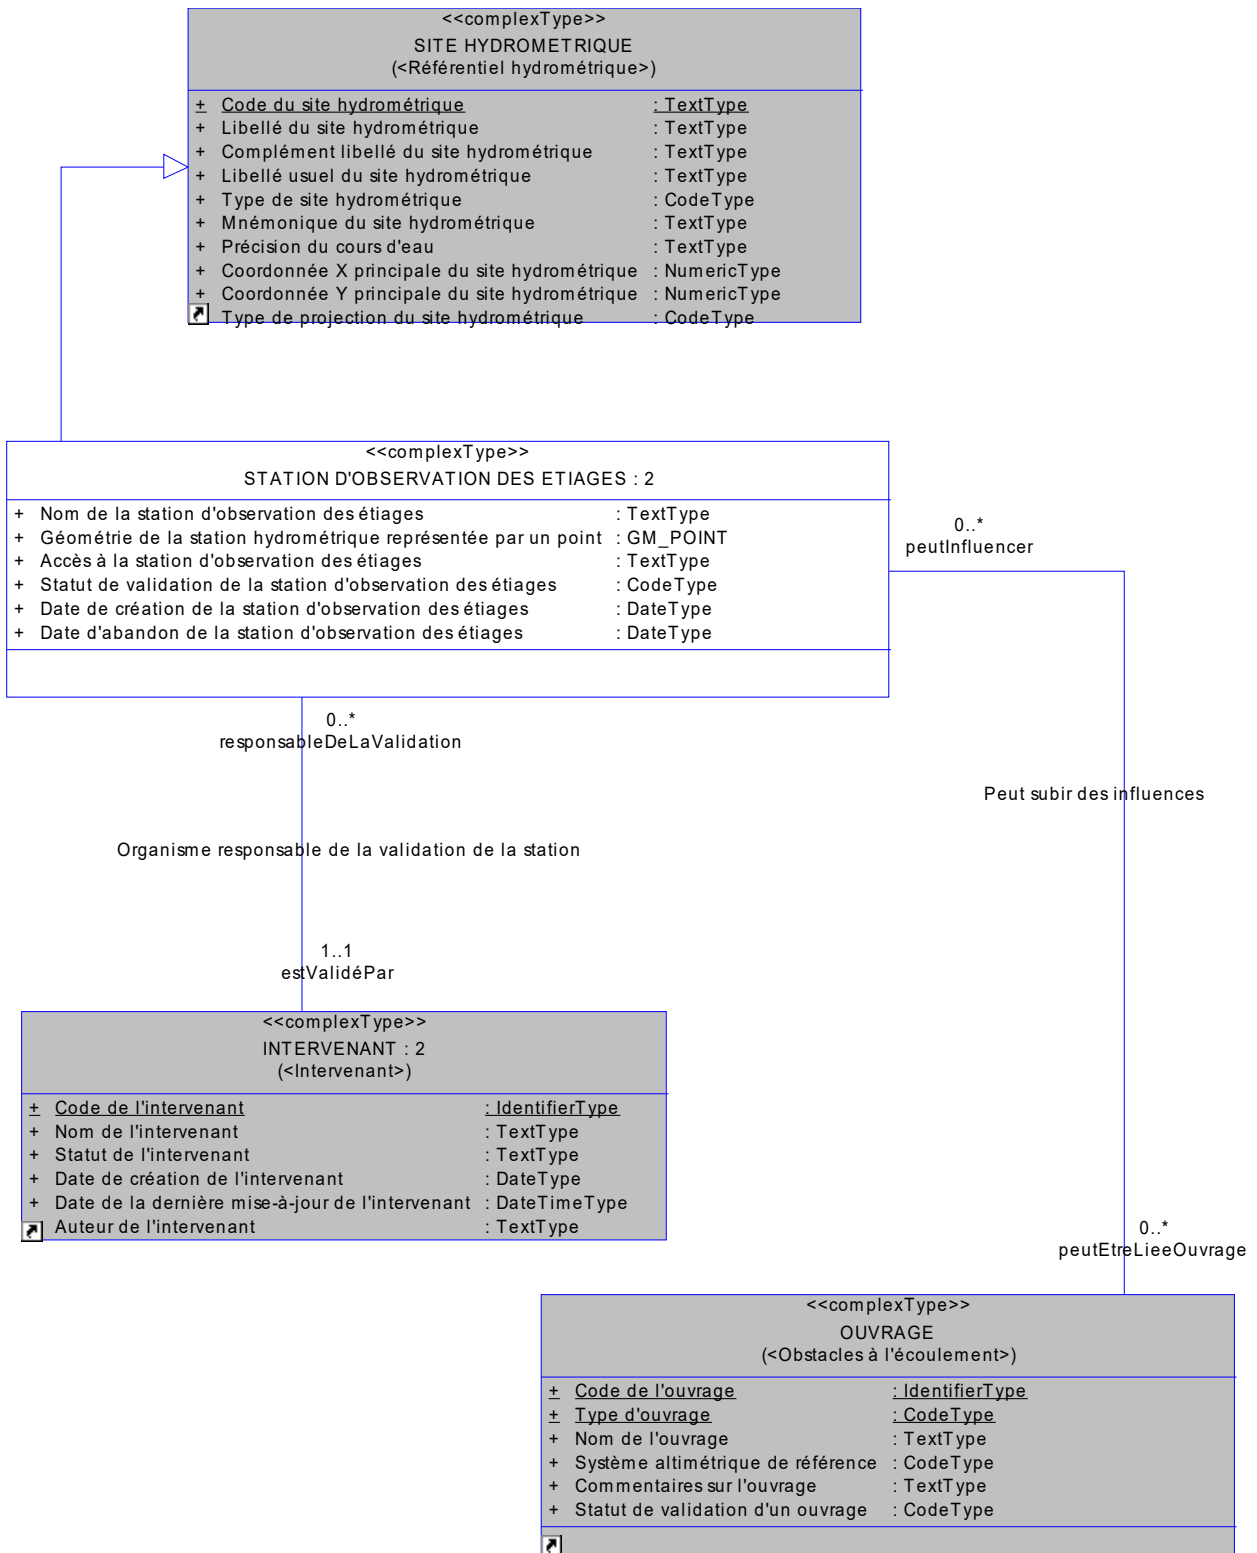 <<complexType>>
SITE HYDROMETRIQUE
(<Référentiel hydrométrique>)
+ Code du site hydrométrique : TextType
+ Libellé du site hydrométrique : TextType
+ Complément libellé du site hydrométrique : TextType
+ Libellé usuel du site hydrométrique : TextType
+ Type de site hydrométrique : CodeType
+ Mnémonique du site hydrométrique : TextType
+ Précision du cours d'eau : TextType
+ Coordonnée X principale du site hydrométrique : NumericType
+ Coordonnée Y principale du site hydrométrique : NumericType
Type de projection du site hydrométrique : CodeType
<<complexType>>
STATION D'OBSERVATION DES ETIAGES : 2
+ Nom de la station d'observation des étiages : TextType
+ Géométrie de la station hydrométrique représentée par un point : GM_POINT
+ Accès à la station d'observation des étiages : TextType
+ Statut de validation de la station d'observation des étiages : CodeType
+ Date de création de la station d'observation des étiages : DateType
+ Date d'abandon de la station d'observation des étiages : DateType
0..*
peutInfluencer
0..*
responsableDeLaValidation
Peut subir des influences
Organisme responsable de la validation de la station
1..1
estValidéPar
<<complexType>>
INTERVENANT : 2
(<Intervenant>)
+ Code de l'intervenant : IdentifierType
+ Nom de l'intervenant : TextType
+ Statut de l'intervenant : TextType
+ Date de création de l'intervenant : DateType
+ Date de la dernière mise-à-jour de l'intervenant : DateTimeType
Auteur de l'intervenant : TextType
0..*
peutEtreLieeOuvrage
<<complexType>>
OUVRAGE
(<Obstacles à l'écoulement>)
+ Code de l'ouvrage : IdentifierType
+ Type d'ouvrage : CodeType
+ Nom de l'ouvrage : TextType
+ Système altimétrique de référence : CodeType
+ Commentaires sur l'ouvrage : TextType
+ Statut de validation d'un ouvrage : CodeType